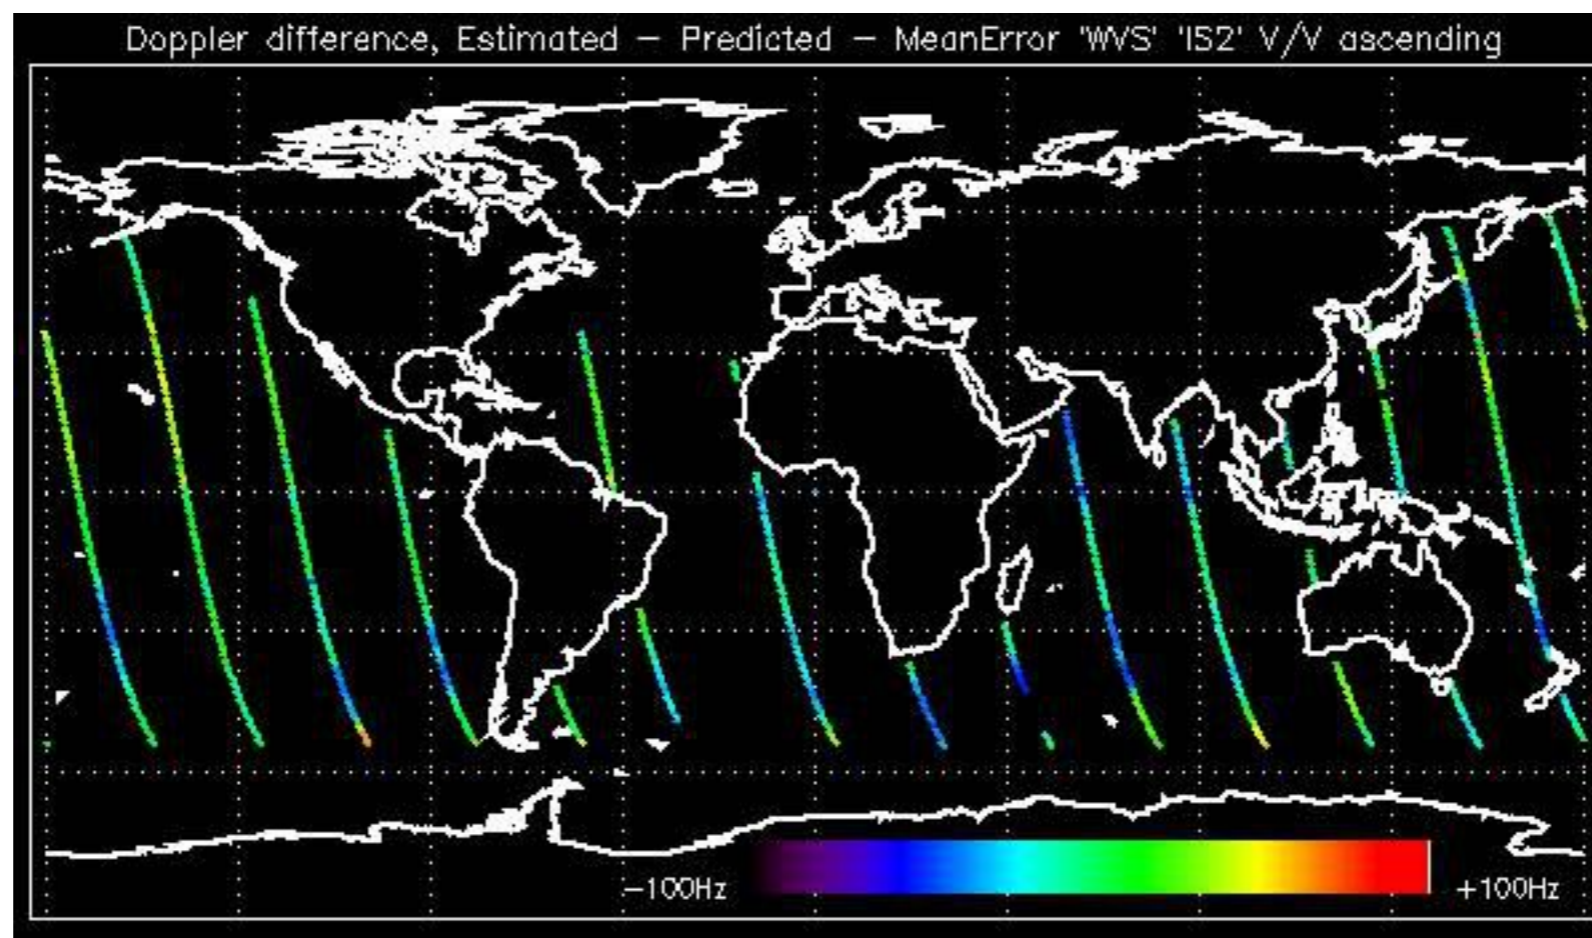 Doppler difference, Estimated – Predicted – MeanError 'WVS' 'IS2' V/V ascending
−100Hz +100Hz